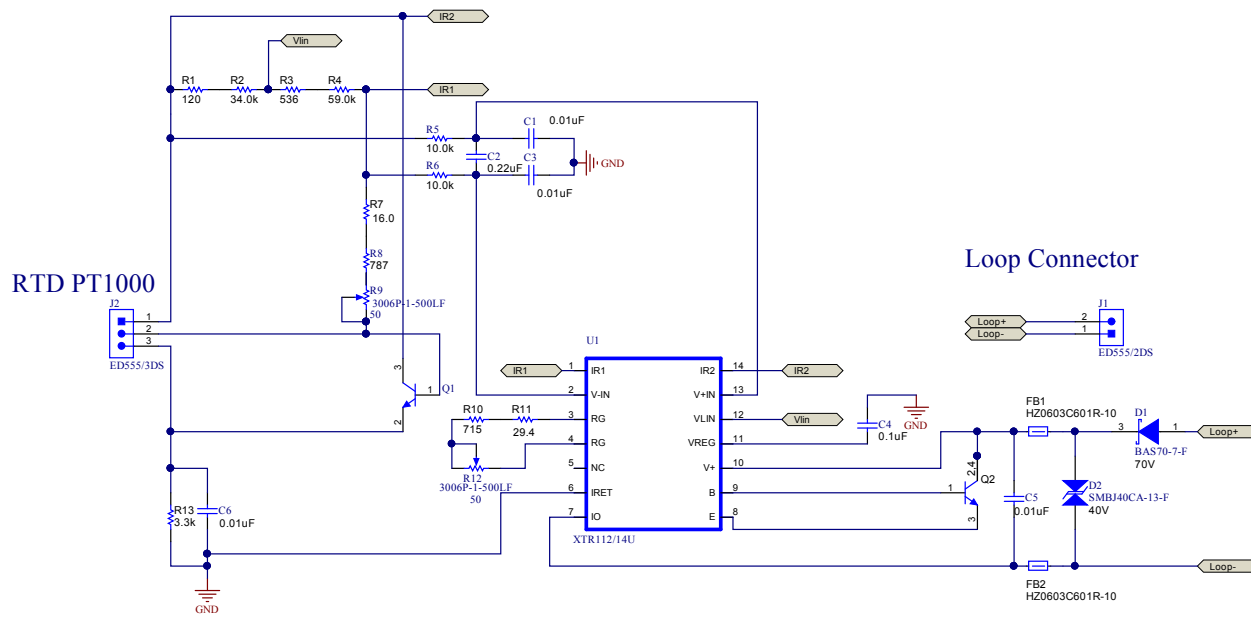 IR2
Vlin
R1
R2
R3
R4
120
34.0k
536
59.0k
IR1
R5
10.0k
C1
0.01uF
C2
0.22uF
C3
GND
R6
10.0k
0.01uF
R7
16.0
R8
787
R9
3006P-1-500LF
50
RTD PT1000
J2
1
2
3
ED555/3DS
Loop Connector
J1
Loop+
2
Loop-
1
ED555/2DS
3
Q1
1
2
U1
IR1
1
IR1
IR2
14
IR2
2
V-IN
V+IN
13
R10
R11
3
RG
VLIN
12
Vlin
715
29.4
4
RG
VREG
11
C4
0.1uF
GND
R12
3006P-1-500LF
50
5
NC
V+
10
6
IRET
B
9
7
IO
E
8
XTR112/14U
2,4
Q2
1
3
FB1
HZ0603C601R-10
D1
3
1
Loop+
BAS70-7-F
70V
C5
0.01uF
D2
SMBJ40CA-13-F
40V
Loop-
FB2
HZ0603C601R-10
R13
3.3k
C6
0.01uF
GND